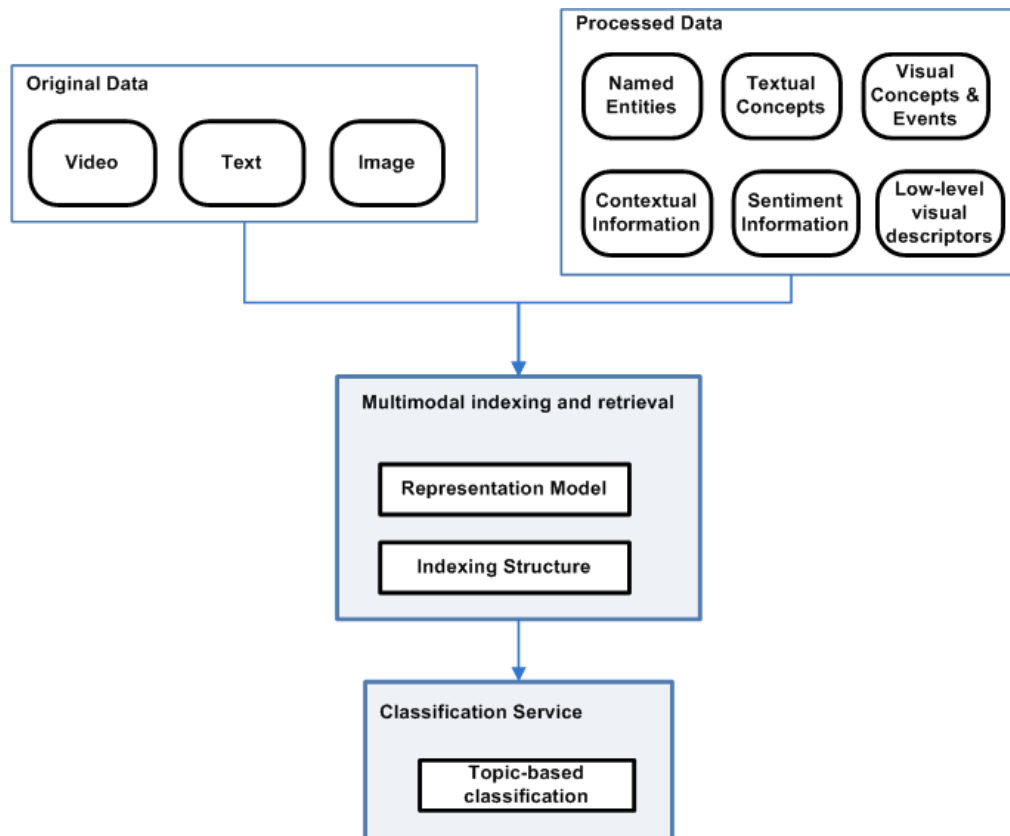 Original Data
Video
Text
Image
Processed Data
Named
Entities
Textual
Concepts
Visual
Concepts &
Events
Contextual
Information
Sentiment
Information
Low-level
visual
descriptors
Multimodal indexing and retrieval
Representation Model
Indexing Structure
Classification Service
Topic-based
classification